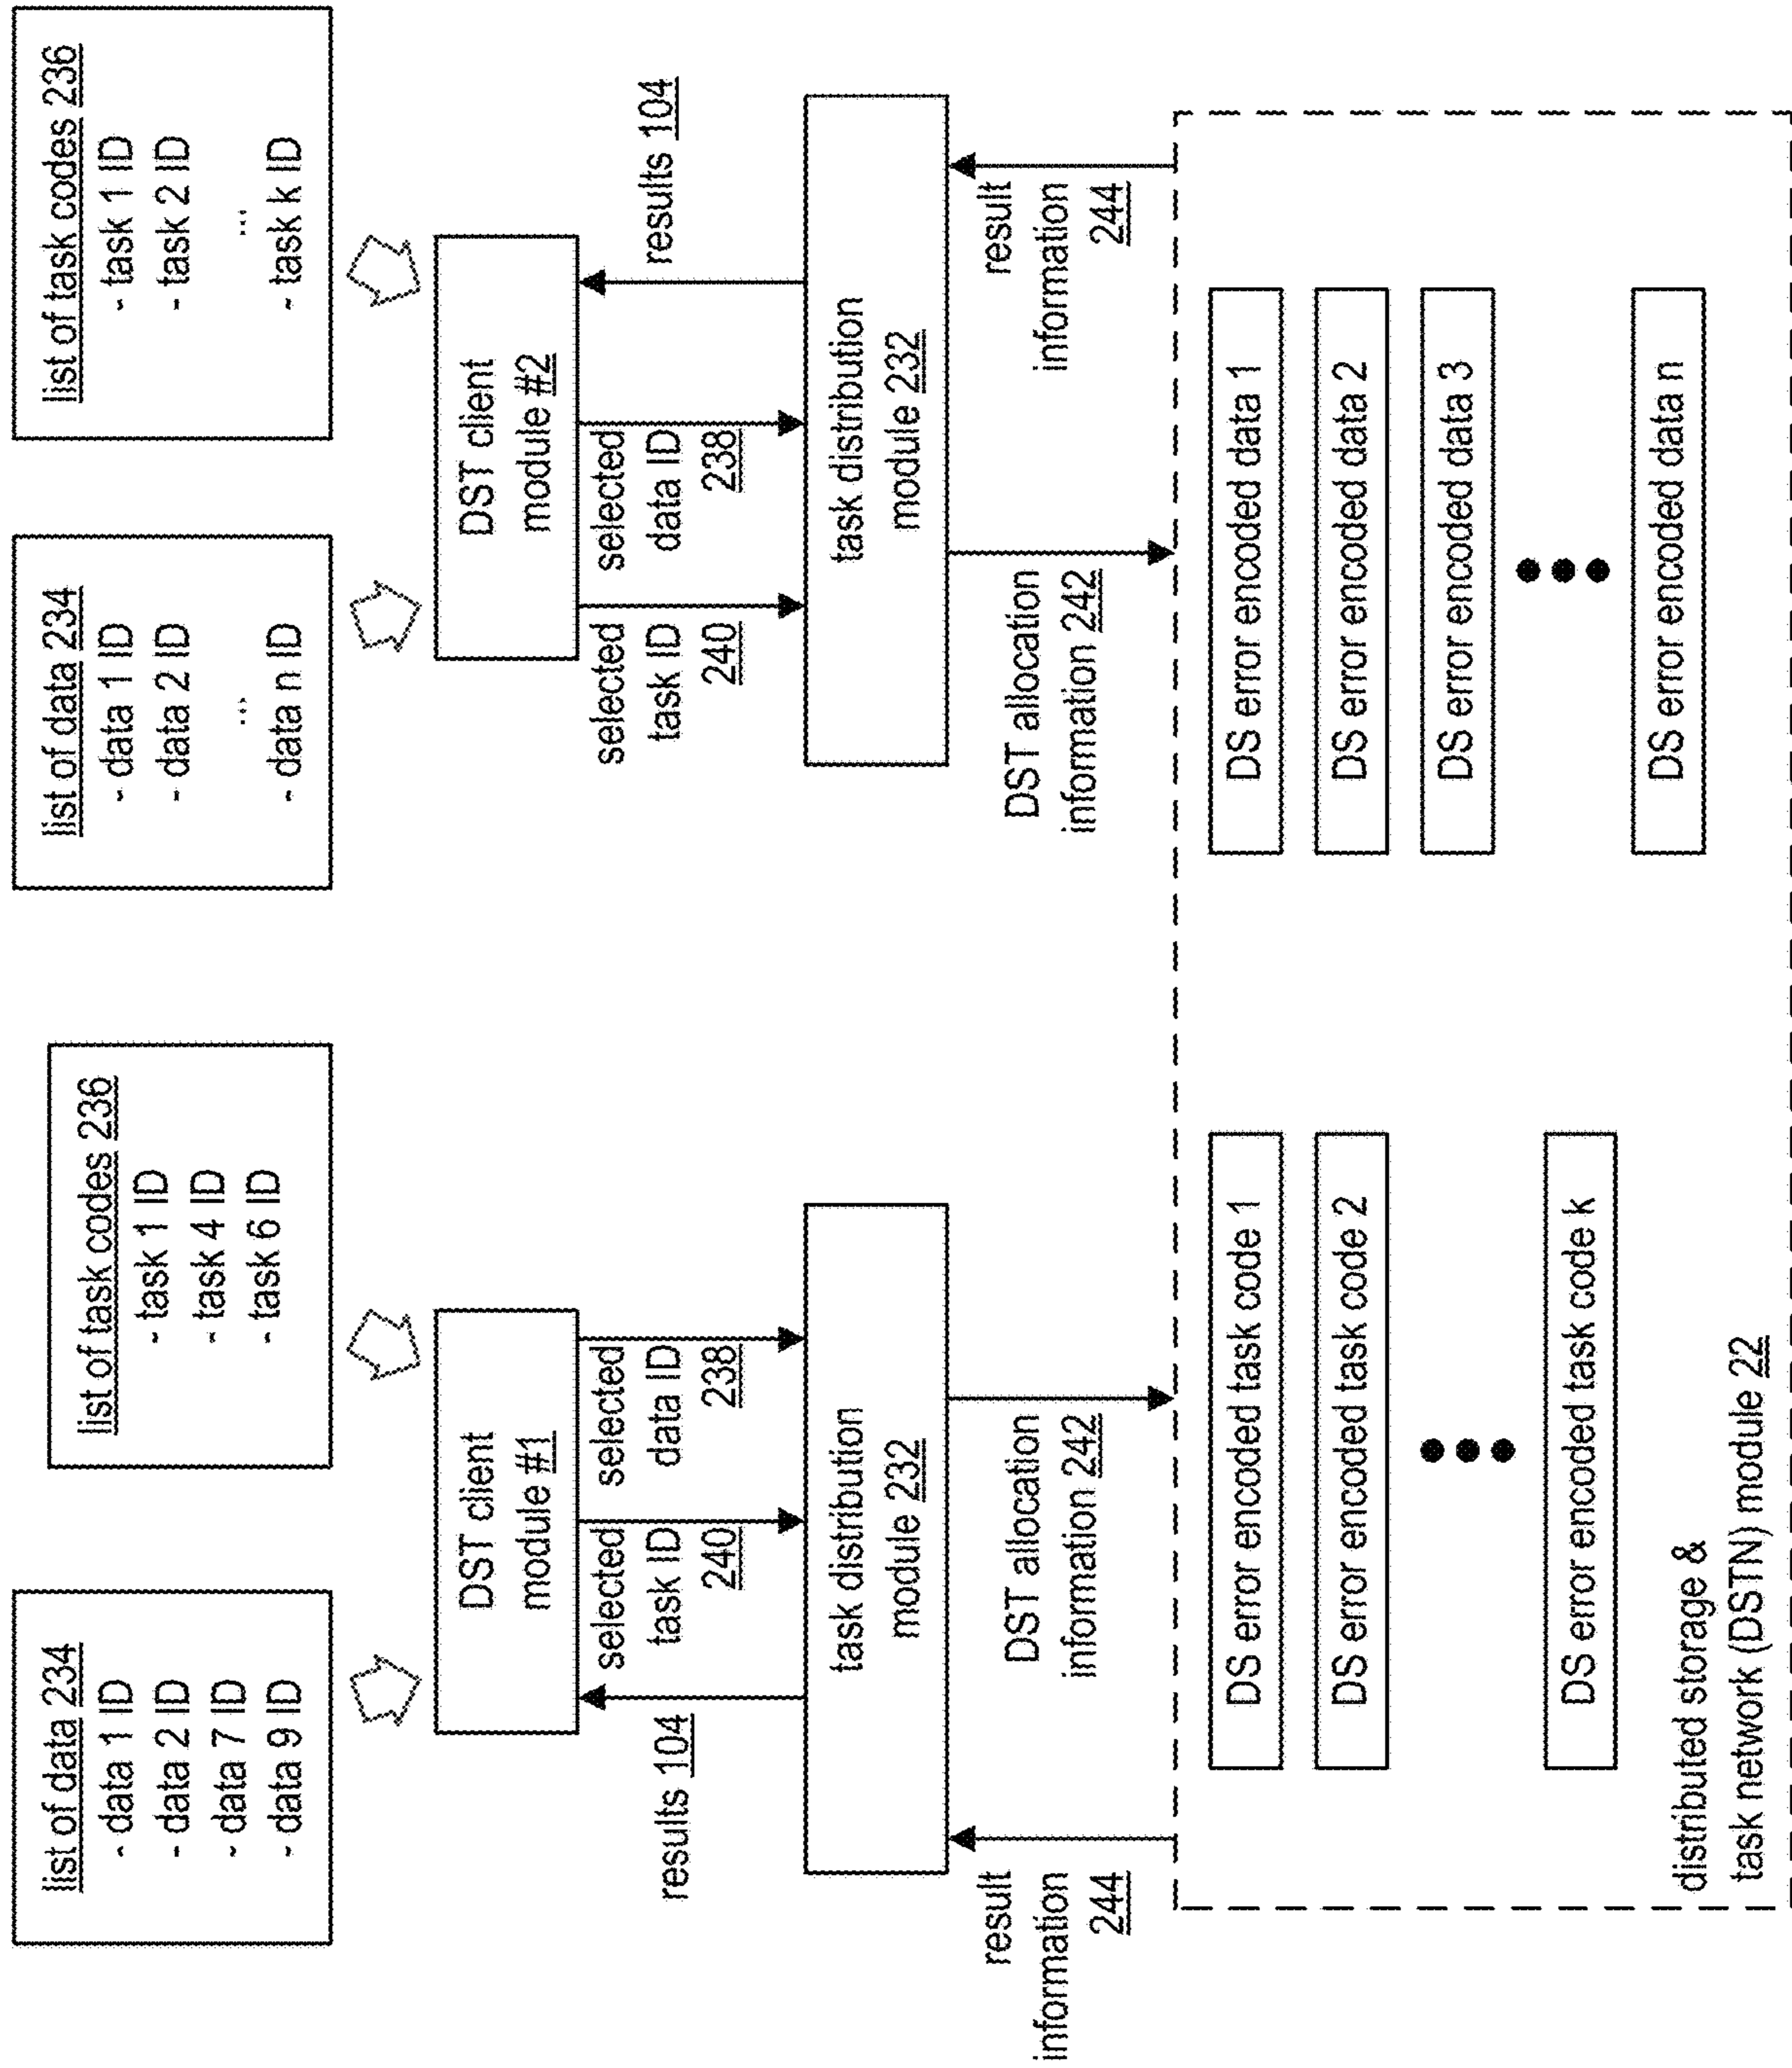 list of data 234
- data 1 ID
- data 2 ID
- data 7 ID
- data 9 ID
list of task codes 236
- task 1 ID
- task 4 ID
- task 6 ID
list of data 234
- data 1 ID
- data 2 ID
...
- data n ID
list of task codes 236
- task 1 ID
- task 2 ID
...
- task k ID
DST client
module #1
DST client
module #2
results 104
selected
task ID
240
selected
data ID
238
selected
task ID
240
selected
data ID
238
results 104
task distribution
module 232
task distribution
module 232
result
information
244
DST allocation
information 242
DST allocation
information 242
result
information
244
DS error encoded task code 1
DS error encoded task code 2
DS error encoded task code k
DS error encoded data 1
DS error encoded data 2
DS error encoded data 3
DS error encoded data n
distributed storage &
task network (DSTN) module 22